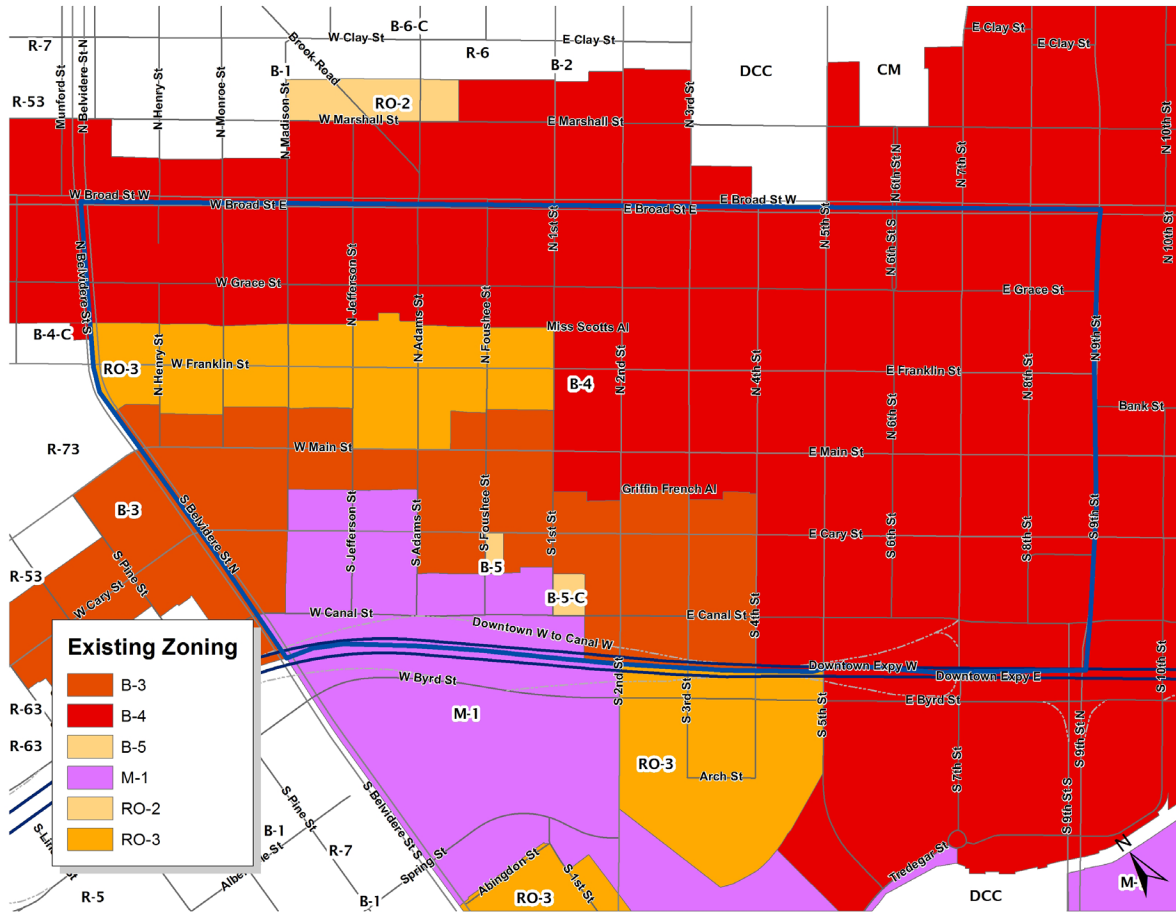 B-6-C
W Clay St
E Clay St
E Clay St
E Clay St
R-7
Brook-Road
R-6
B-1
B-2
DCC
CM
R-53
Mumford St
N Belvidere St N
N Henry St
N Monroe St
N Madison St
RO-2
W Marshall St
E Marshall St
N 3rd St
N 6th St N
N 7th St
N 10th St
W Broad St W
W Broad St E
E Broad St E
E Broad St W
N Belvidere St S
N Jefferson St
N Adams St
N Foushee St
N 1st St
N 5th St
N 6th St S
N 10th St
W Grace St
E Grace St
Miss Scotts Al
B-4-C
RO-3
W Franklin St
N Henry St
B-4
N 2nd St
N 4th St
E Franklin St
N 6th St
N 8th St
N 9th St
Bank St
R-73
W Main St
E Main St
Griffin French Al
B-3
S Belvidere St N
S Jefferson St
S Adams St
S Foushee St
S 1st St
E Cary St
S 6th St
S 8th St
S 9th St
B-5
R-53
S Pine St
W Cary St
B-5-C
W Canal St
E Canal St
S 4th St
Downtown W to Canal W
Downtown Expy W
Downtown Expy E
W Byrd St
S 2nd St
S 3rd St
S 5th St
E Byrd St
S 10th St
Existing Zoning
B-3
B-4
B-5
M-1
RO-2
RO-3
R-63
R-63
M-1
RO-3
Arch St
S 7th St
S 9th St N
S 9th St S
S Pine St
S Belvidere St S
B-1
R-7
Spring St
Abingdon St
S 1st St
RO-3
Tredegar St
N
DCC
R-5
B-1